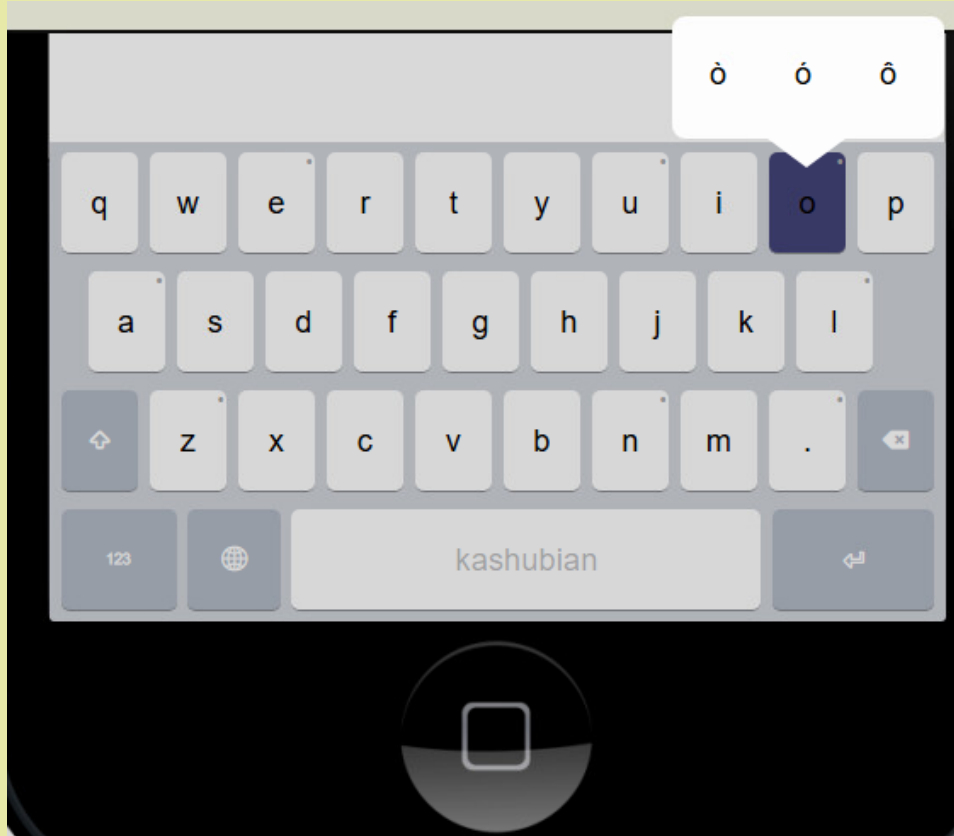 ò ó ô
q w e r t y u i o p
a s d f g h j k l
z x c v b n m .
123 kashubian